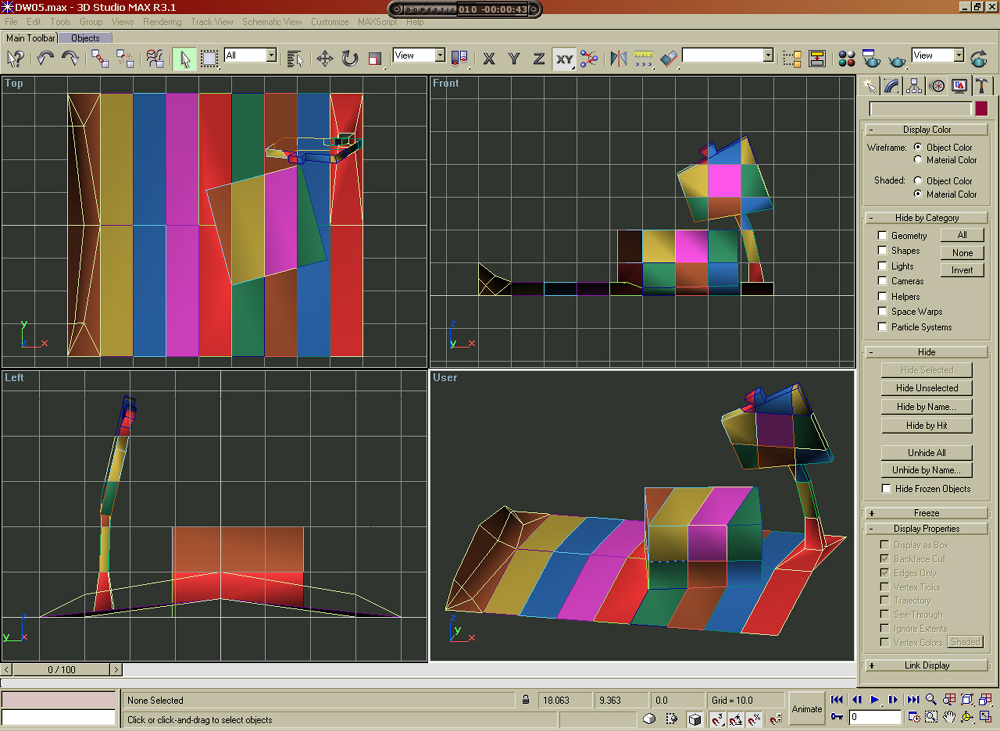 DW05.max - 3D Studio MAX R3.1
010 -00:00:43
File Edit Tools Group Views Rendering Track View Schematic View Customize MAXScript Help
Main Toolbar Objects
All View X Y Z XY View
Top
Front
Left
User
y x
z y x
z y x
z y x
Display Color
Wireframe: Object Color
Material Color
Shaded: Object Color
Material Color
Hide by Category
Geometry All
Shapes None
Lights Invert
Cameras
Helpers
Space Warps
Particle Systems
Hide
Hide Selected
Hide Unselected
Hide by Name...
Hide by Hit
Unhide All
Unhide by Name...
Hide Frozen Objects
Freeze
Display Properties
Display as Box
Backface Cull
Edges Only
Vertex Ticks
Trajectory
See Through
Ignore Extents
Vertex Colors Shaded
Link Display
0 / 100
None Selected 18.063 9.363 0.0 Grid = 10.0
Click or click-and-drag to select objects
Animate
0